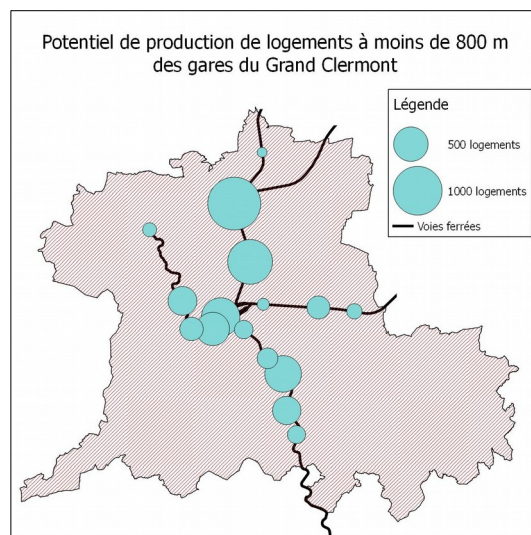 Potentiel de production de logements à moins de 800 m
des gares du Grand Clermont
Légende
500 logements
1000 logements
Voies ferrées